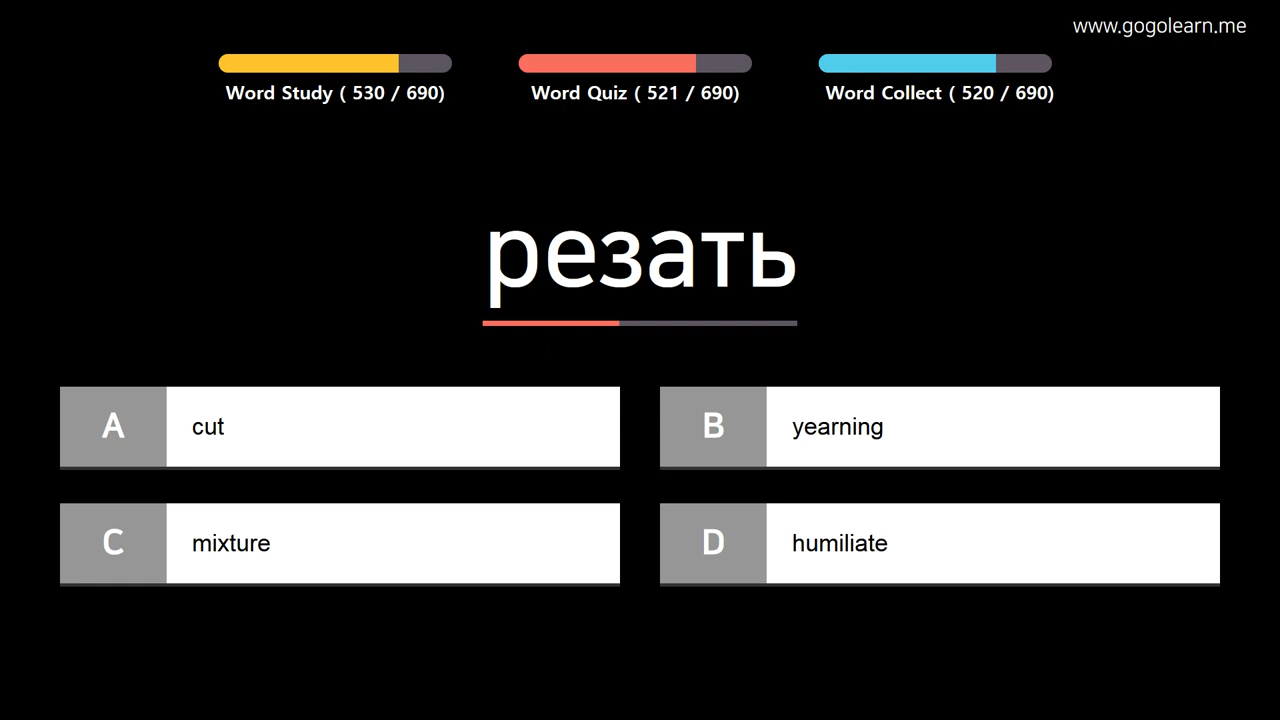 www.gogolearn.me
Word Study ( 530 / 690)
Word Quiz ( 521 / 690)
Word Collect ( 520 / 690)
резать
A cut
B yearning
C mixture
D humiliate